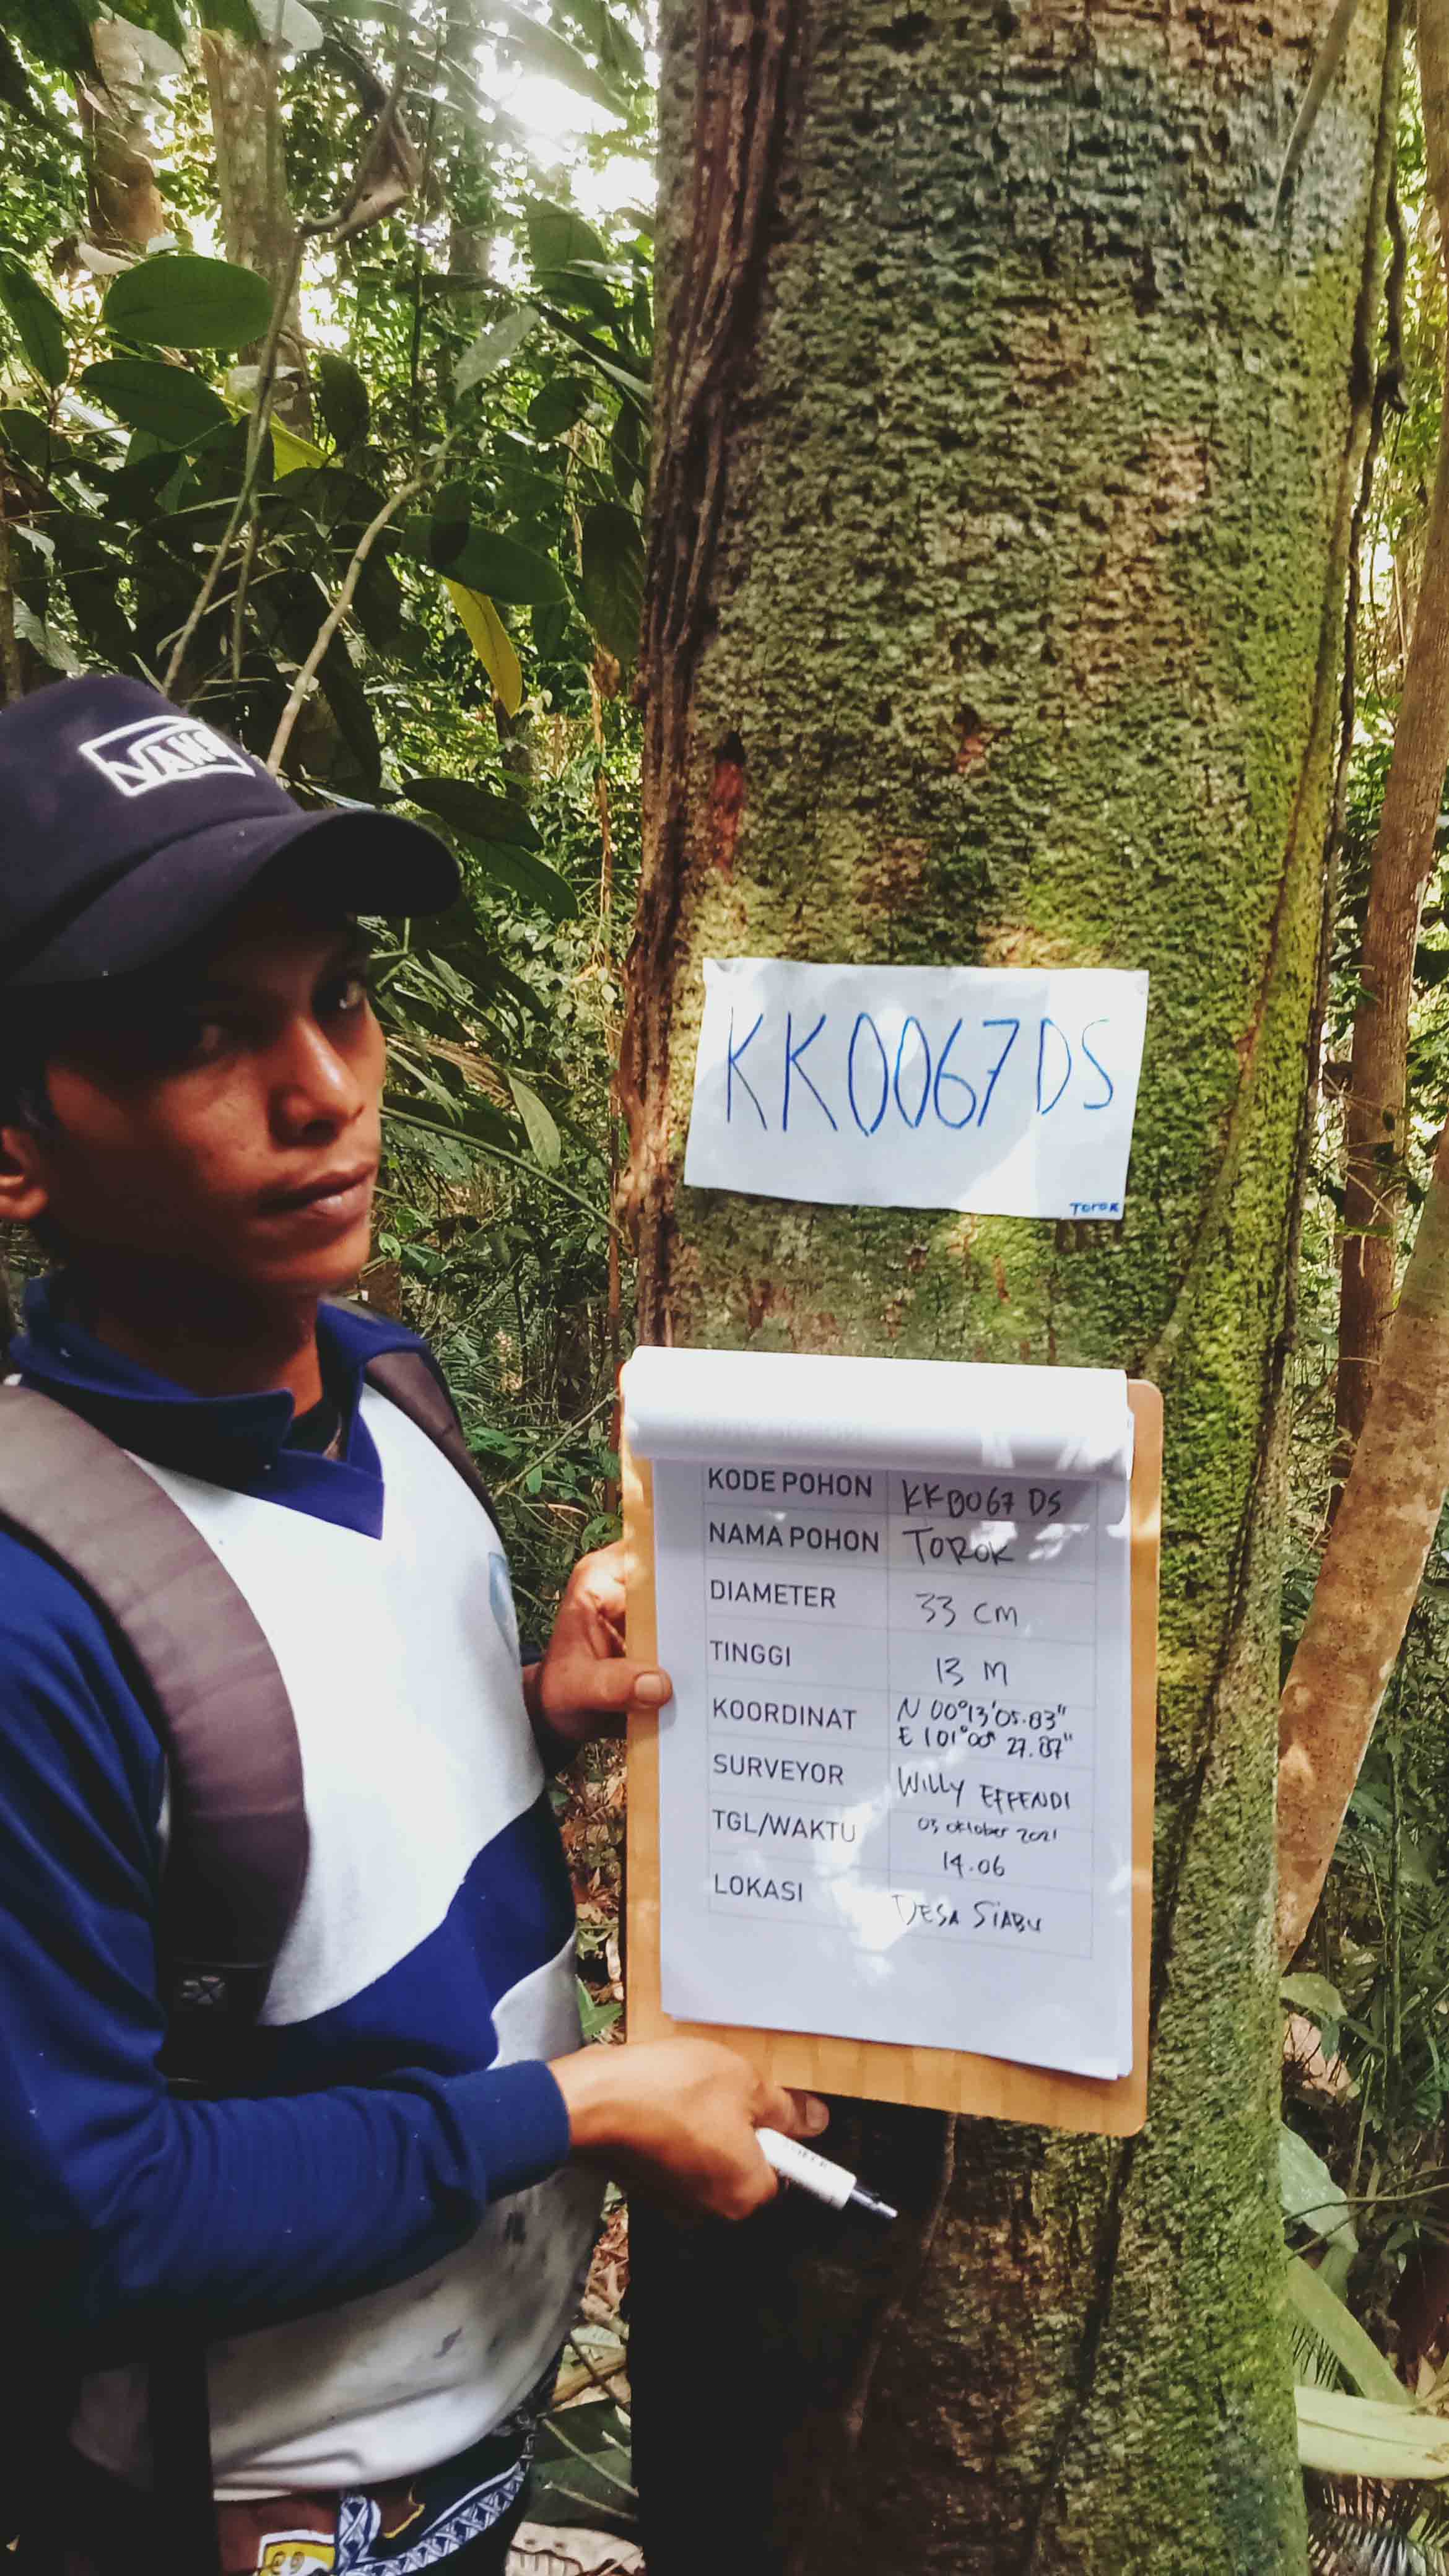 VANS
KK0067DS
TOROK
KODE POHON KK0067 DS
NAMA POHON TOROK
DIAMETER 33 CM
TINGGI 13 M
KOORDINAT N 00°13'05.83"
E 101°00" 27.87"
SURVEYOR WILLY EFFENDI
TGL/WAKTU 03 oktober 2021
14.06
LOKASI DESA SIABU